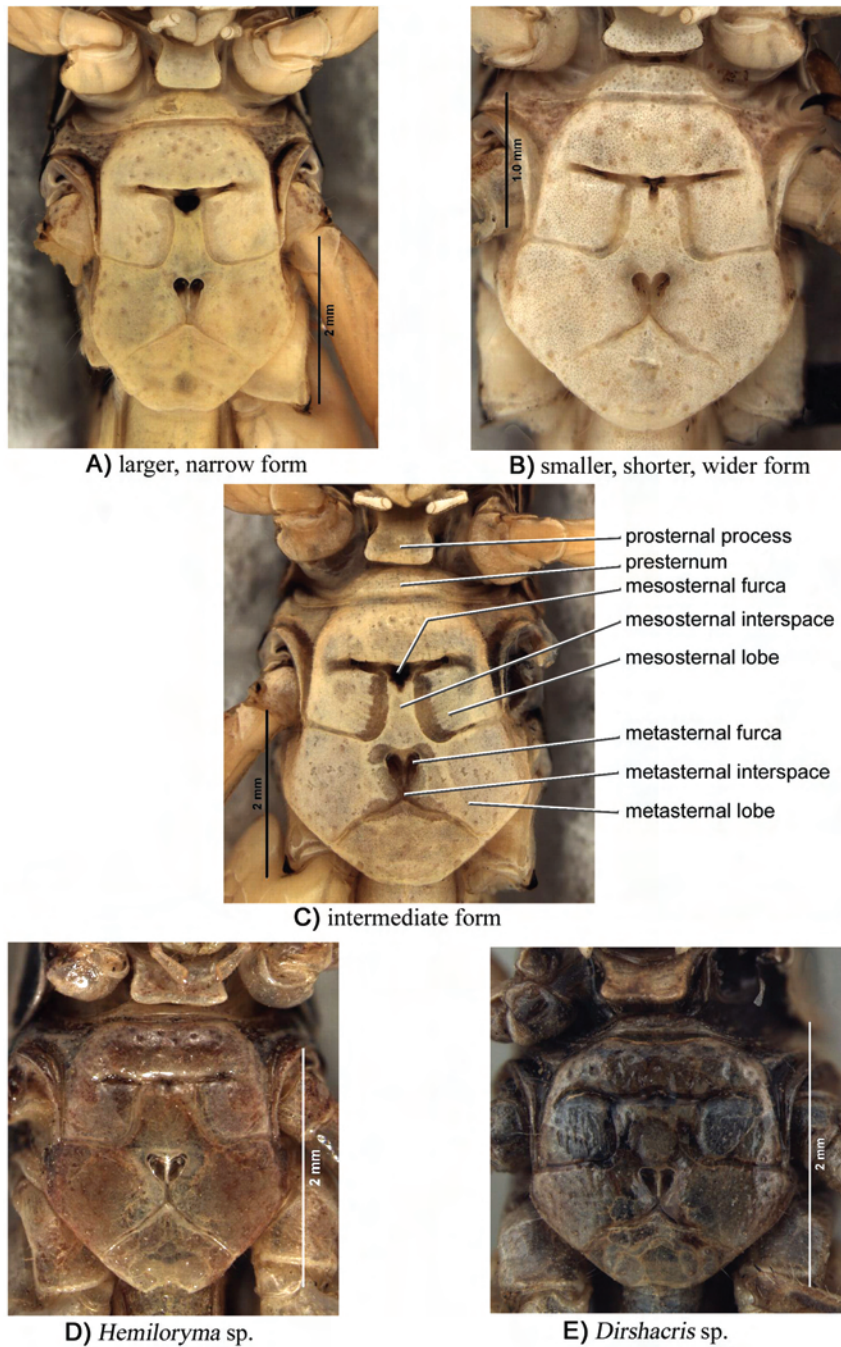 2 mm
1.0 mm
A) larger, narrow form
B) smaller, shorter, wider form
prosternal process
presternum
mesosternal furca
mesosternal interspace
mesosternal lobe
metasternal furca
metasternal interspace
metasternal lobe
2 mm
C) intermediate form
2 mm
2 mm
D) Hemiloryma sp.
E) Dirshacris sp.